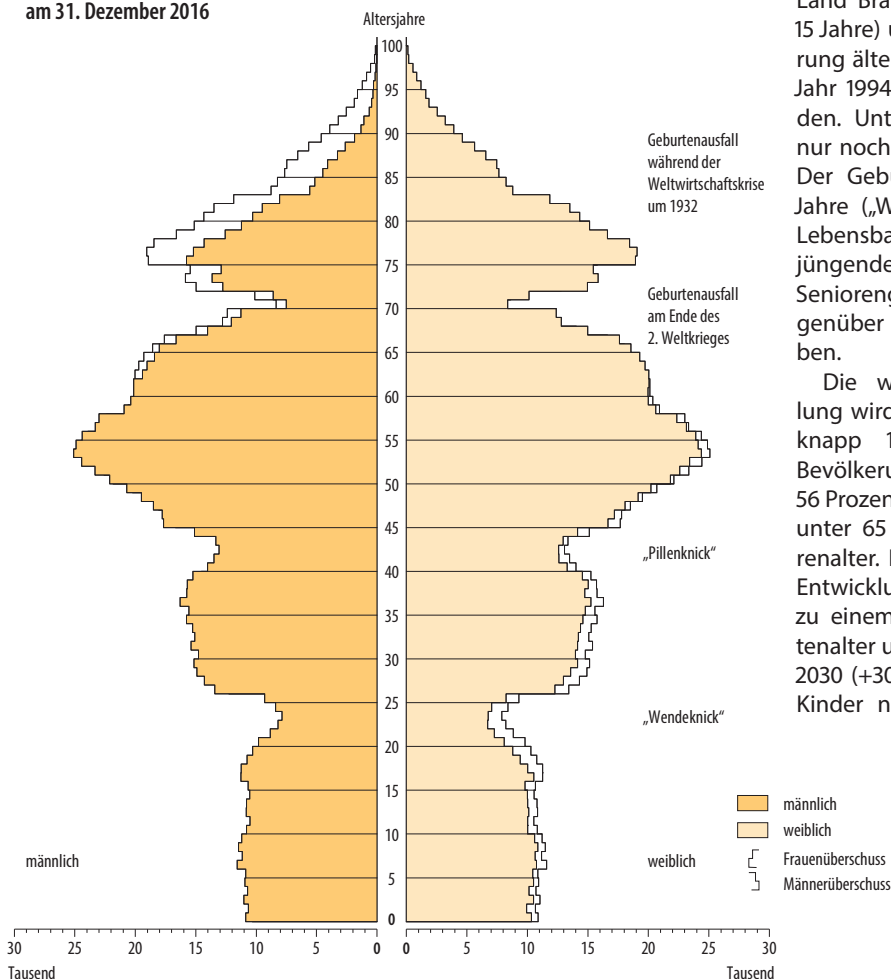 am 31. Dezember 2016
Altersjahre
100
95
90
85
80
75
70
65
60
55
50
45
40
35
30
25
20
15
10
5
0
Geburtenausfall
während der
Weltwirtschaftskrise
um 1932
Geburtenausfall
am Ende des
2. Weltkrieges
„Pillenknick“
„Wendeknick“
männlich
weiblich
männlich
weiblich
Frauenüberschuss
Männerüberschuss
30 25 20 15 10 5 0 0 5 10 15 20 25 30
Tausend Tausend
15 Jahre) u
rung älte
Jahr 1994
den. Unt
nur noch
Der Gebu
Jahre („W
Lebensba
jüngende
Senioreng
genüber
ben.
Die w
lung wird
knapp 1
Bevölkeru
56 Prozen
unter 65
renalter.
Entwicklu
zu einem
tenalter u
2030 (+30
Kinder n